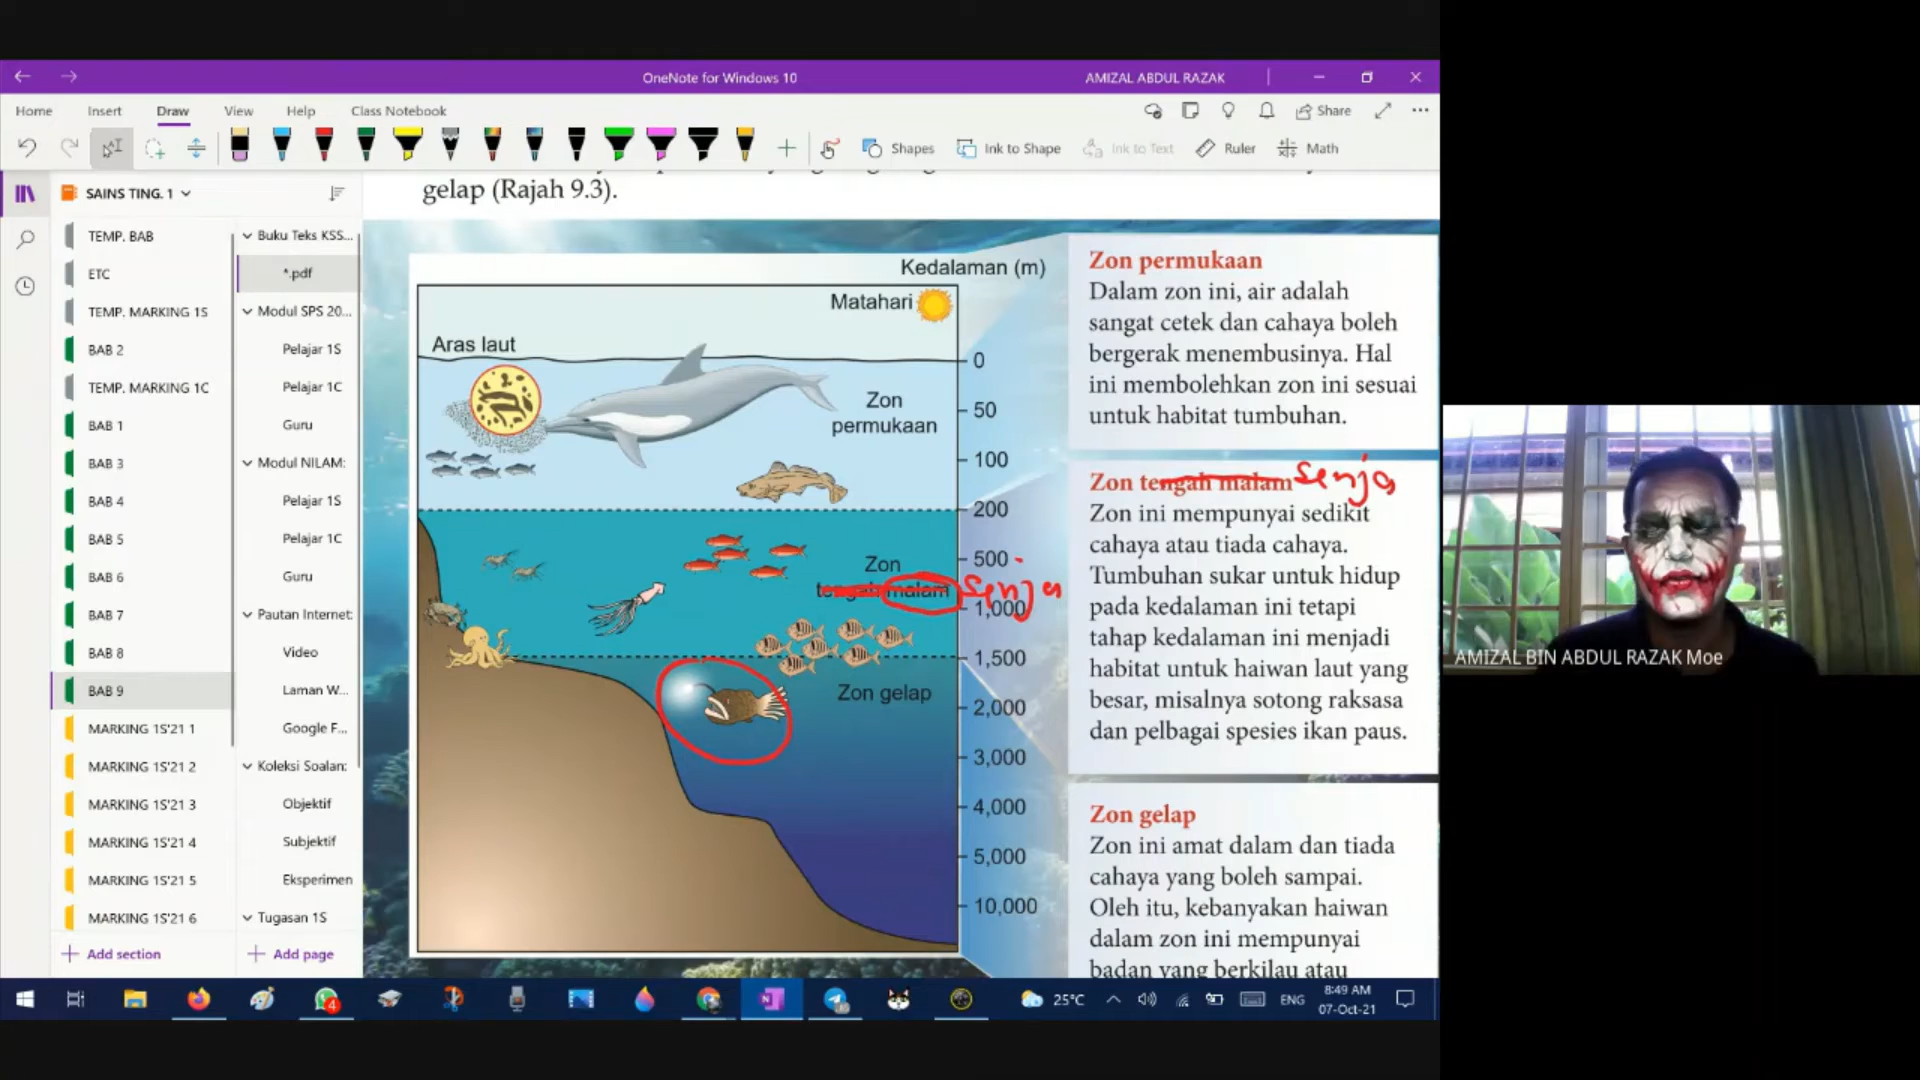 OneNote for Windows 10
AMIZAL ABDUL RAZAK
Home Insert Draw View Help Class Notebook
Share
Shapes Ink to Shape Ink to Text Ruler Math
SAINS TING. 1
TEMP. BAB
ETC
TEMP. MARKING 1S
BAB 2
TEMP. MARKING 1C
BAB 1
BAB 3
BAB 4
BAB 5
BAB 6
BAB 7
BAB 8
BAB 9
MARKING 1S'21 1
MARKING 1S'21 2
MARKING 1S'21 3
MARKING 1S'21 4
MARKING 1S'21 5
MARKING 1S'21 6
Add section
Buku Teks KSS...
*.pdf
Modul SPS 20...
Pelajar 1S
Pelajar 1C
Guru
Modul NILAM:
Pelajar 1S
Pelajar 1C
Guru
Pautan Internet:
Video
Laman W...
Google F...
Koleksi Soalan:
Objektif
Subjektif
Eksperimen
Tugasan 1S
Add page
gelap (Rajah 9.3).
Kedalaman (m)
Matahari
Aras laut
0
Zon
permukaan
50
100
200
500
Zon
tengah malam senja
1,000
1,500
Zon gelap
2,000
3,000
4,000
5,000
10,000
Zon permukaan
Dalam zon ini, air adalah
sangat cetek dan cahaya boleh
bergerak menembusinya. Hal
ini membolehkan zon ini sesuai
untuk habitat tumbuhan.
Zon tengah malam senja
Zon ini mempunyai sedikit
cahaya atau tiada cahaya.
Tumbuhan sukar untuk hidup
pada kedalaman ini tetapi
tahap kedalaman ini menjadi
habitat untuk haiwan laut yang
besar, misalnya sotong raksasa
dan pelbagai spesies ikan paus.
Zon gelap
Zon ini amat dalam dan tiada
cahaya yang boleh sampai.
Oleh itu, kebanyakan haiwan
dalam zon ini mempunyai
badan yang berkilau atau
AMIZAL BIN ABDUL RAZAK Moe
4
25°C
ENG
8:49 AM
07-Oct-21